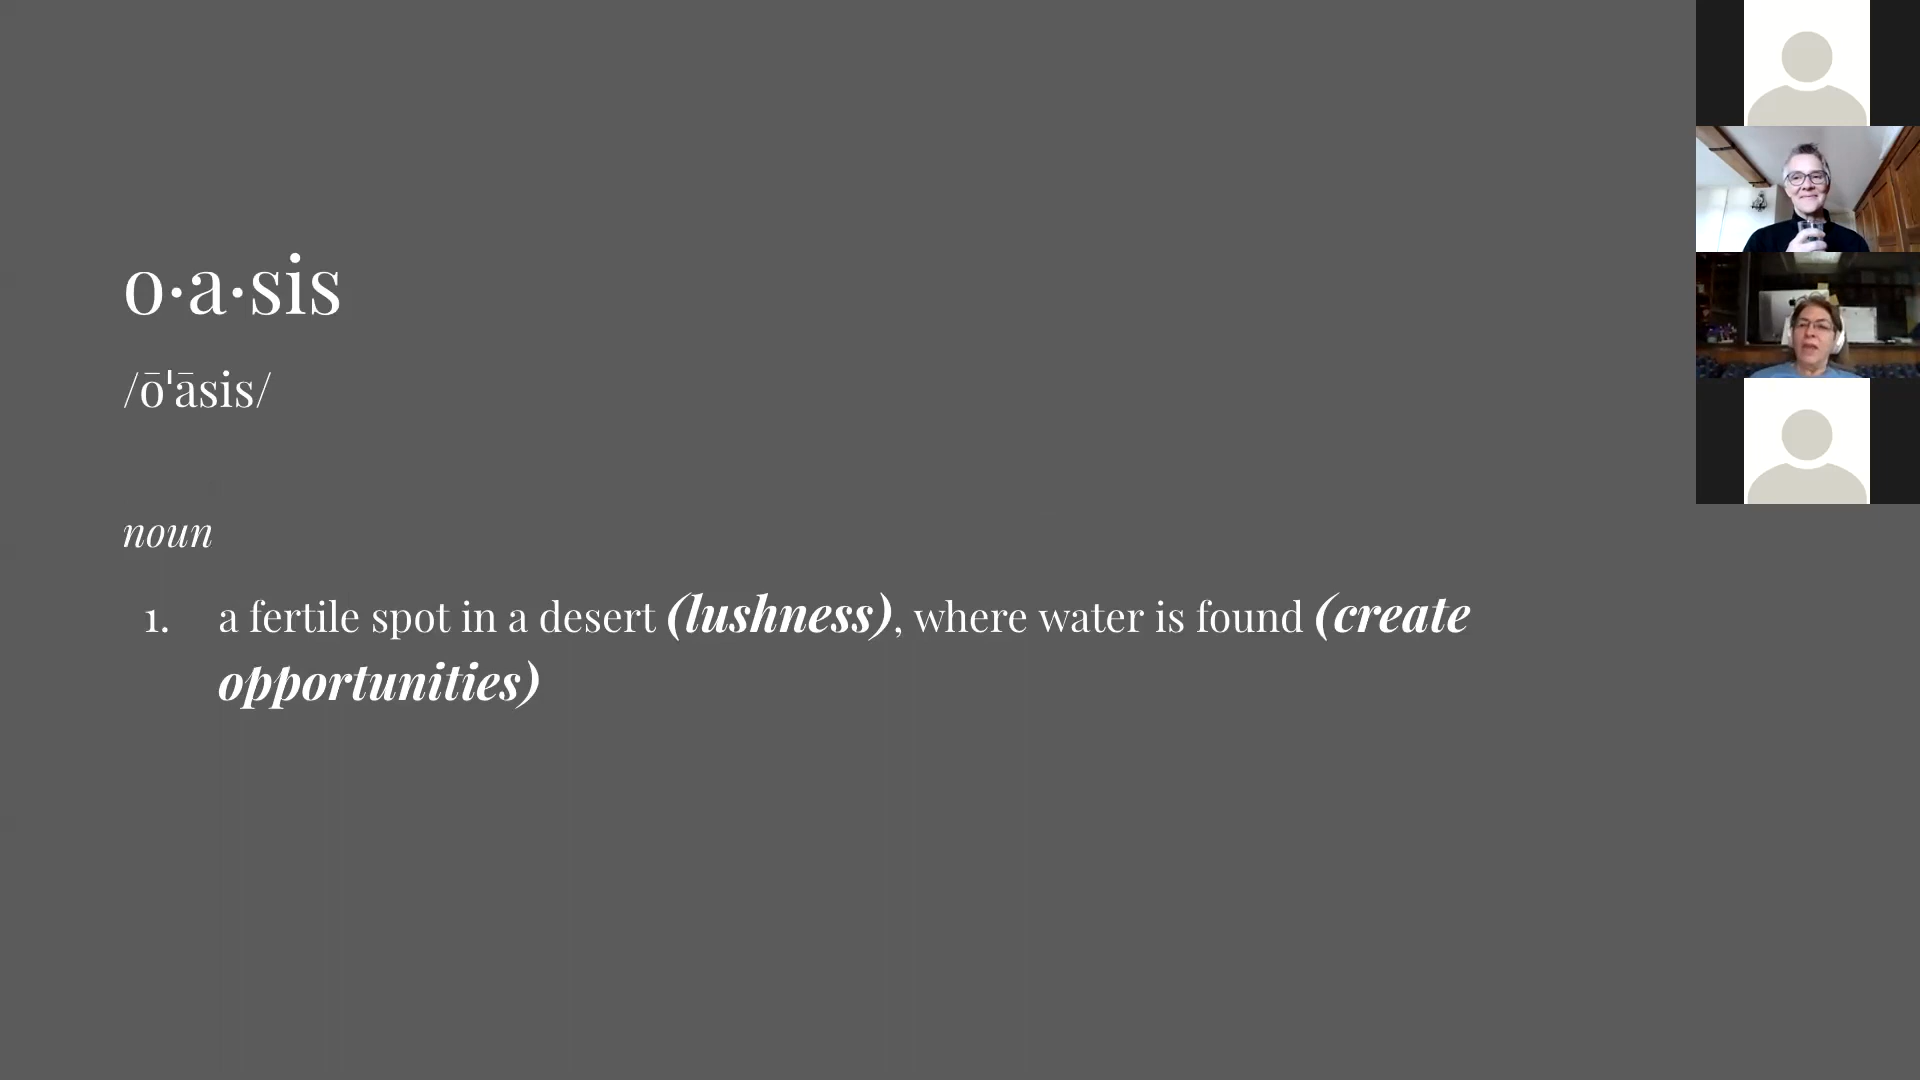 o·a·sis
/ōˈāsis/
noun
1. a fertile spot in a desert (lushness), where water is found (create
opportunities)